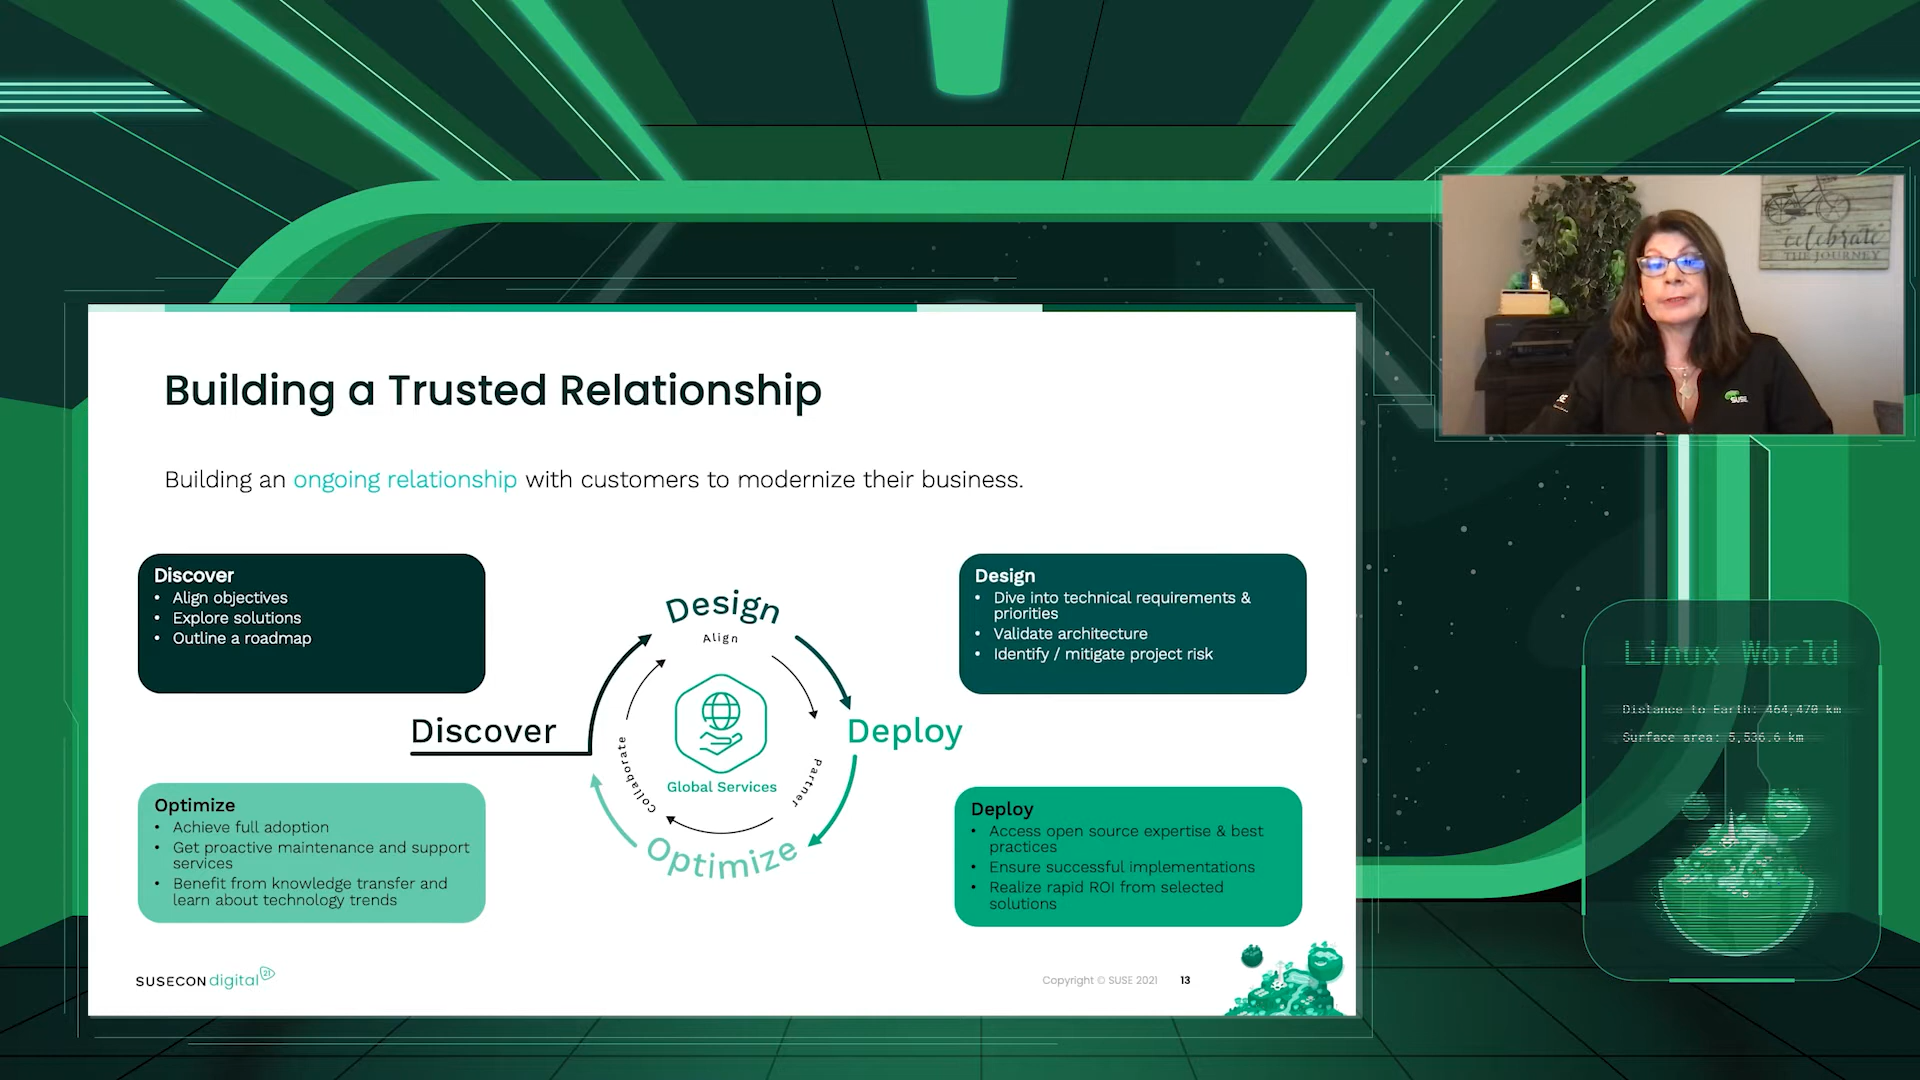 celebrate
THE JOURNEY
SUSE
Building a Trusted Relationship
Building an ongoing relationship with customers to modernize their business.
Discover
• Align objectives
• Explore solutions
• Outline a roadmap
Design
• Dive into technical requirements &
priorities
• Validate architecture
• Identify / mitigate project risk
Design
Align
Discover
Deploy
Collaborate
Partner
Global Services
Optimize
Optimize
• Achieve full adoption
• Get proactive maintenance and support
services
• Benefit from knowledge transfer and
learn about technology trends
Deploy
• Access open source expertise & best
practices
• Ensure successful implementations
• Realize rapid ROI from selected
solutions
SUSECON digital 21
Copyright © SUSE 2021 13
Linux World
Distance to Earth: 464,470 km
Surface area: 5,536.6 km